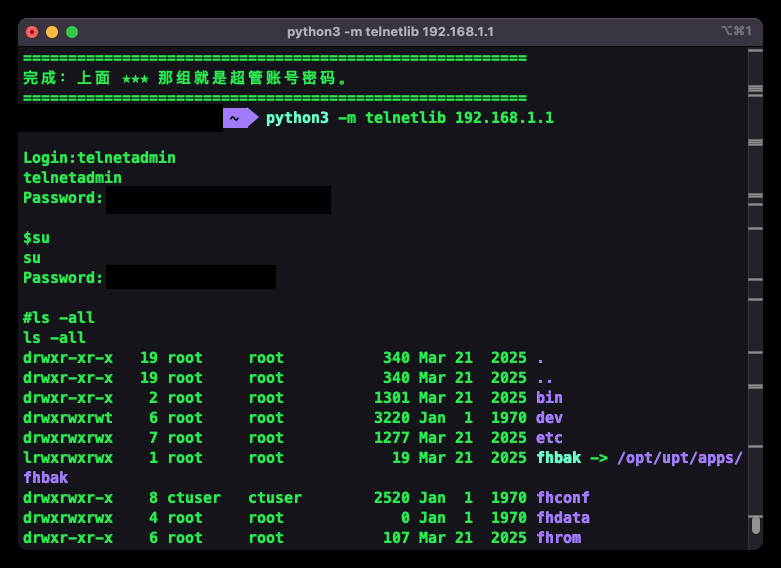 python3 -m telnetlib 192.168.1.1
⌥⌘1
========================================================
完成：上面 ★★★ 那组就是超管账号密码。
========================================================
~ python3 -m telnetlib 192.168.1.1
Login:telnetadmin
telnetadmin
Password:
$su
su
Password:
#ls -all
ls -all
drwxr-xr-x 19 root root 340 Mar 21 2025 .
drwxr-xr-x 19 root root 340 Mar 21 2025 ..
drwxr-xr-x 2 root root 1301 Mar 21 2025 bin
drwxrwxrwt 6 root root 3220 Jan 1 1970 dev
drwxrwxrwx 7 root root 1277 Mar 21 2025 etc
lrwxrwxrwx 1 root root 19 Mar 21 2025 fhbak -> /opt/upt/apps/
fhbak
drwxrwxr-x 8 ctuser ctuser 2520 Jan 1 1970 fhconf
drwxrwxrwx 4 root root 0 Jan 1 1970 fhdata
drwxr-xr-x 6 root root 107 Mar 21 2025 fhrom